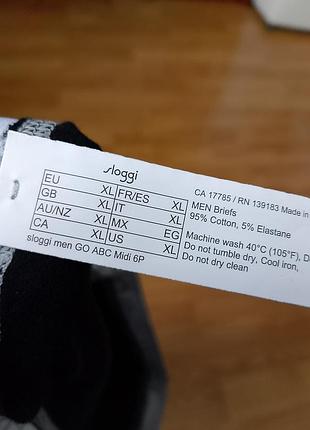 sloggi
EU XL FR/ES XL
GB XL IT XL
AU/NZ XL MX EG
CA XL US XL
sloggi men GO ABC Midi 6P
CA 17785 / RN 139183 Made in
MEN Briefs
95% Cotton, 5% Elastane
Machine wash 40°C (105°F), D
Do not tumble dry, Cool iron,
Do not dry clean